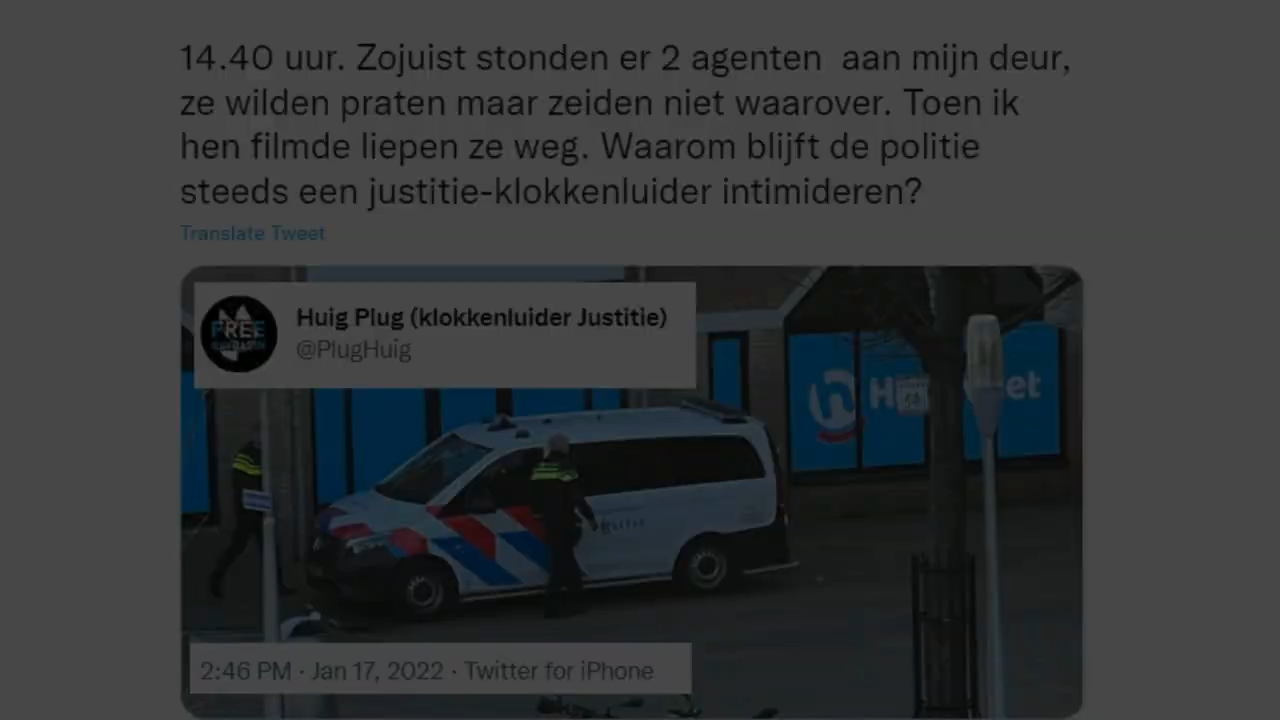 14.40 uur. Zojuist stonden er 2 agenten aan mijn deur,
ze wilden praten maar zeiden niet waarover. Toen ik
hen filmde liepen ze weg. Waarom blijft de politie
steeds een justitie-klokkenluider intimideren?
Translate Tweet
Huig Plug (klokkenluider Justitie)
@PlugHuig
FREE
2:46 PM · Jan 17, 2022 · Twitter for iPhone